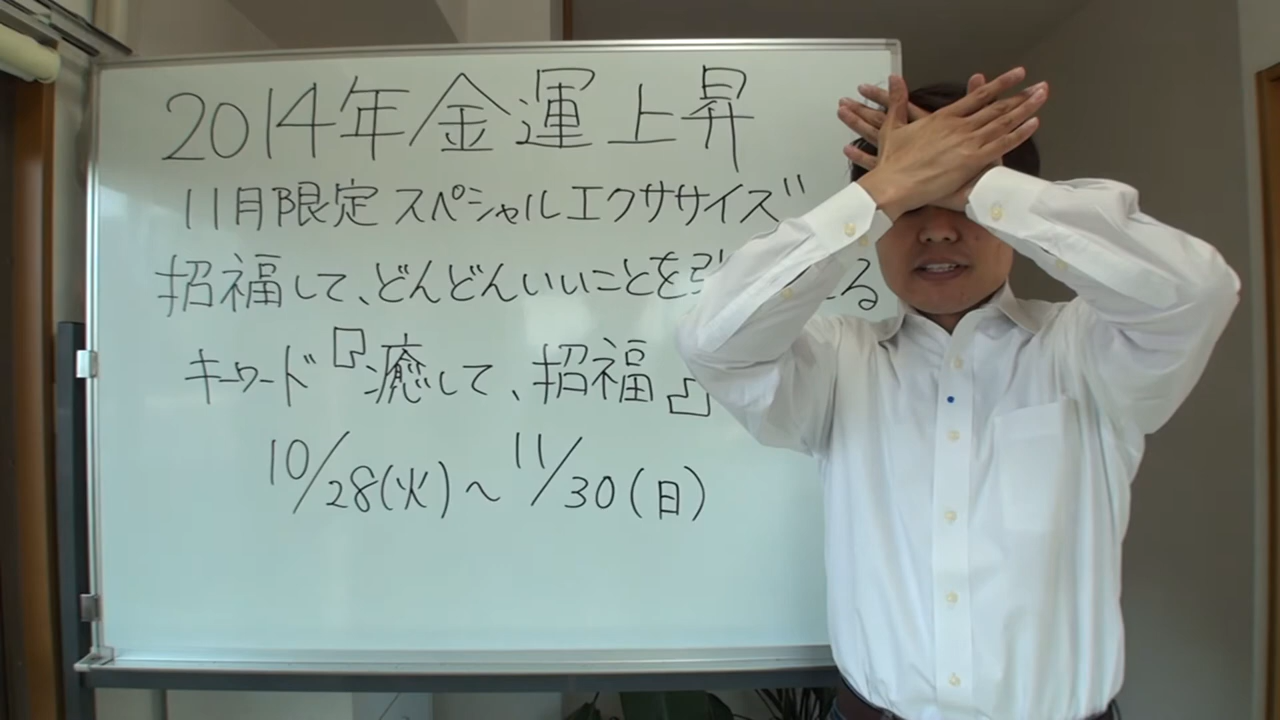 2014年金運上昇
11月限定スペシャルエクササイズ
招福して、どんどんいいことを引 る
キーワード『癒して、招福』
10/28(火)～11/30(日)